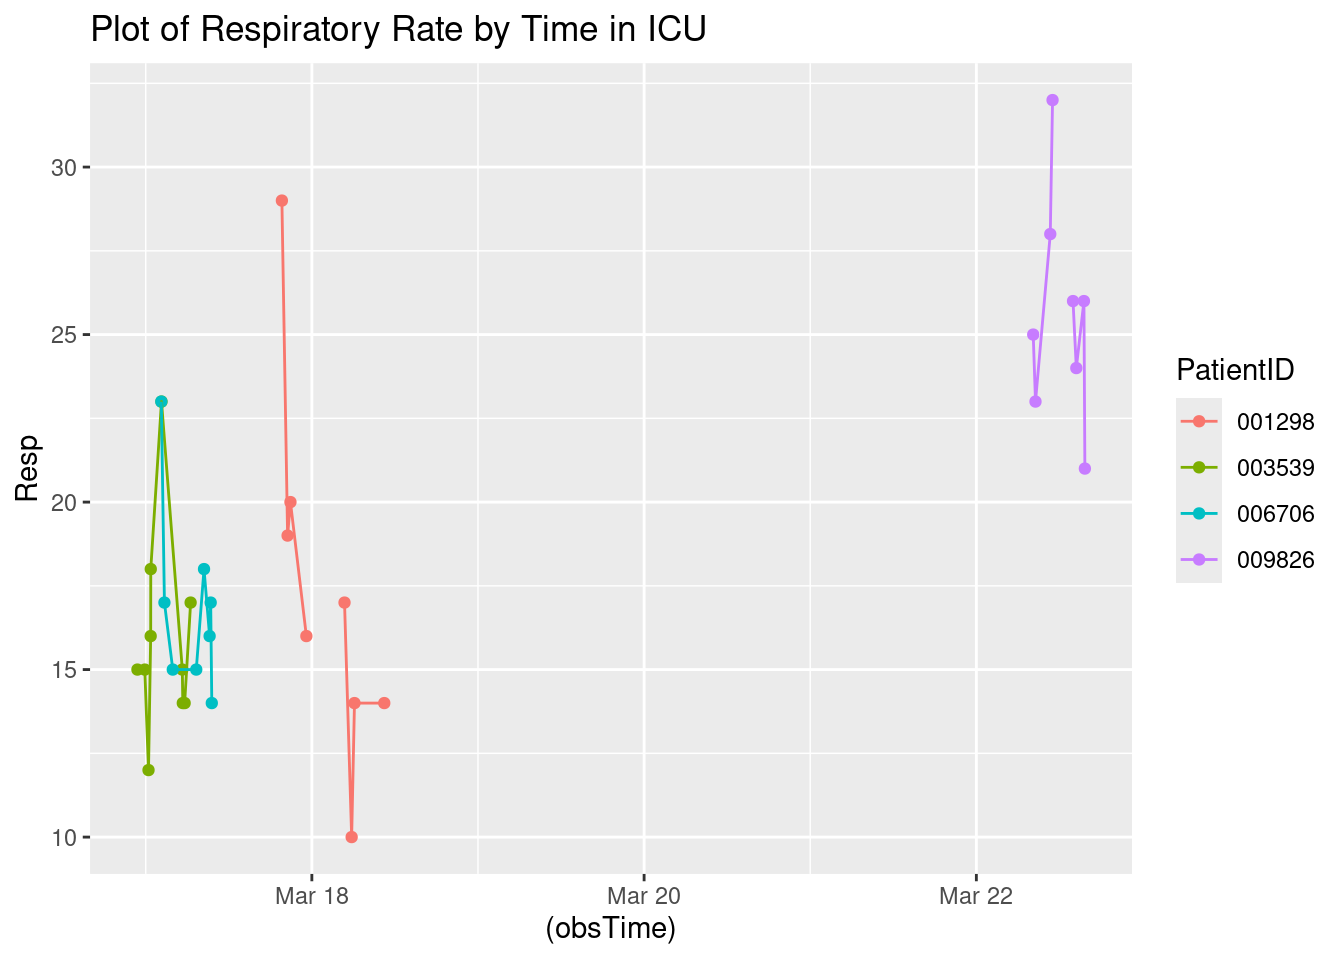 Plot of Respiratory Rate by Time in ICU
Resp
30
25
20
15
10
Mar 18
Mar 20
Mar 22
(obsTime)
PatientID
001298
003539
006706
009826